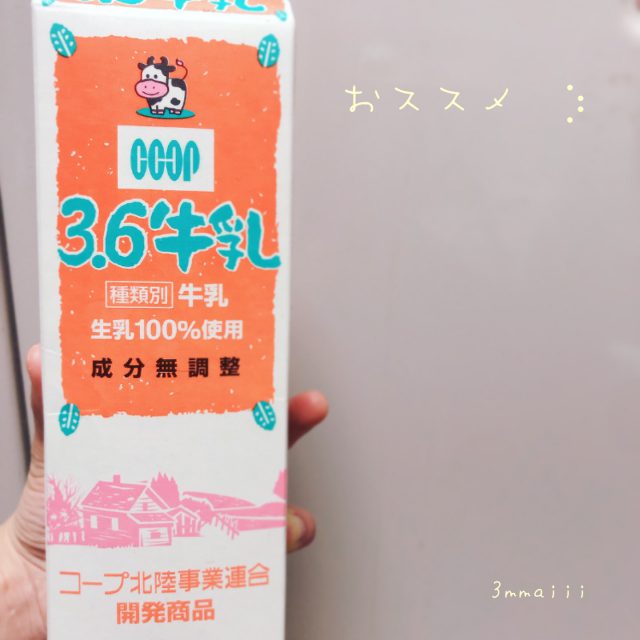 おススメ
COOP
3.6牛乳
種類別 牛乳
生乳100%使用
成分無調整
コープ北陸事業連合
開発商品
3mmaiii